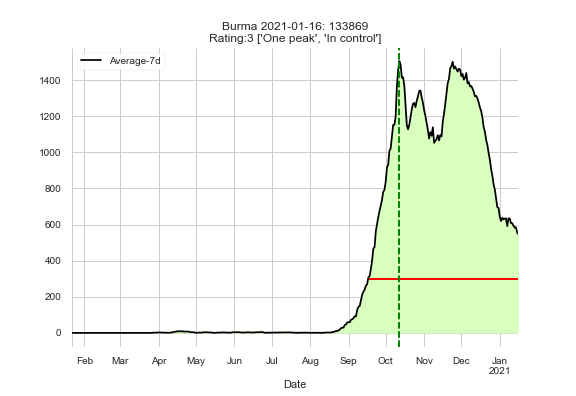 Burma 2021-01-16: 133869
Rating:3 ['One peak', 'In control']
Average-7d
1400
1200
1000
800
600
400
200
0
Feb Mar Apr May Jun Jul Aug Sep Oct Nov Dec Jan
2021
Date